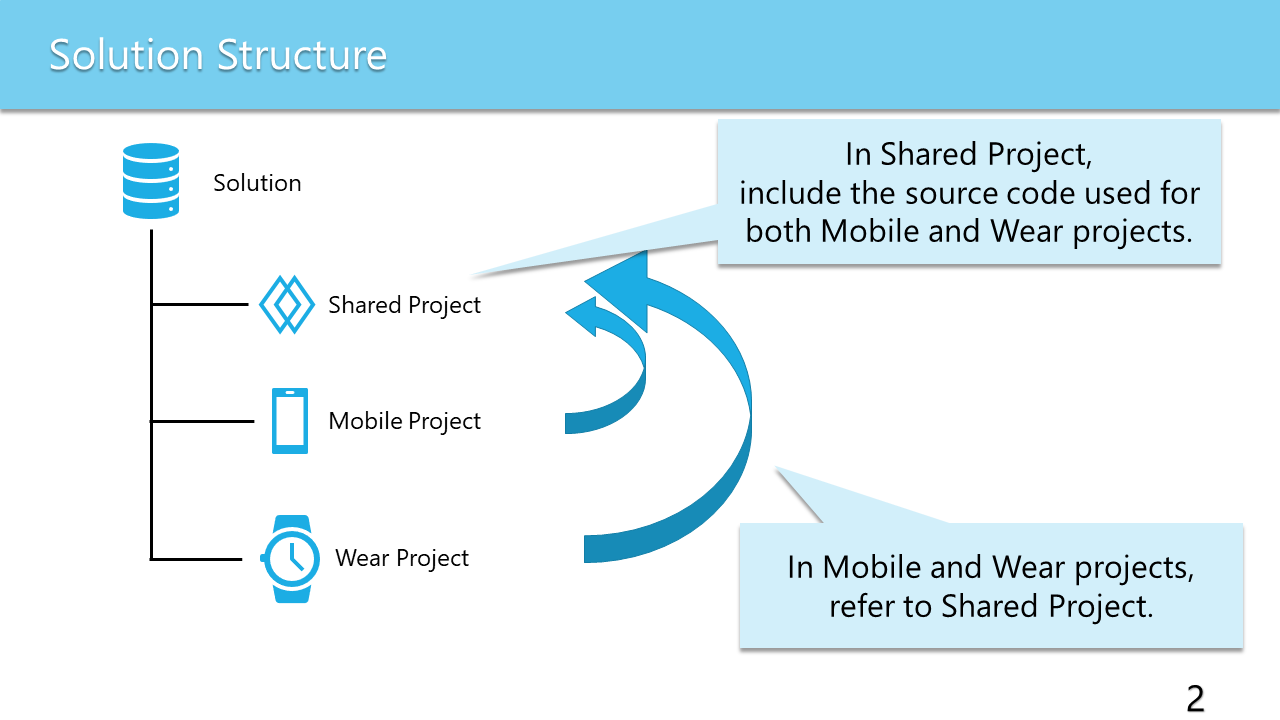 Solution Structure
Solution
In Shared Project,
include the source code used for
both Mobile and Wear projects.
Shared Project
Mobile Project
Wear Project
In Mobile and Wear projects,
refer to Shared Project.
2